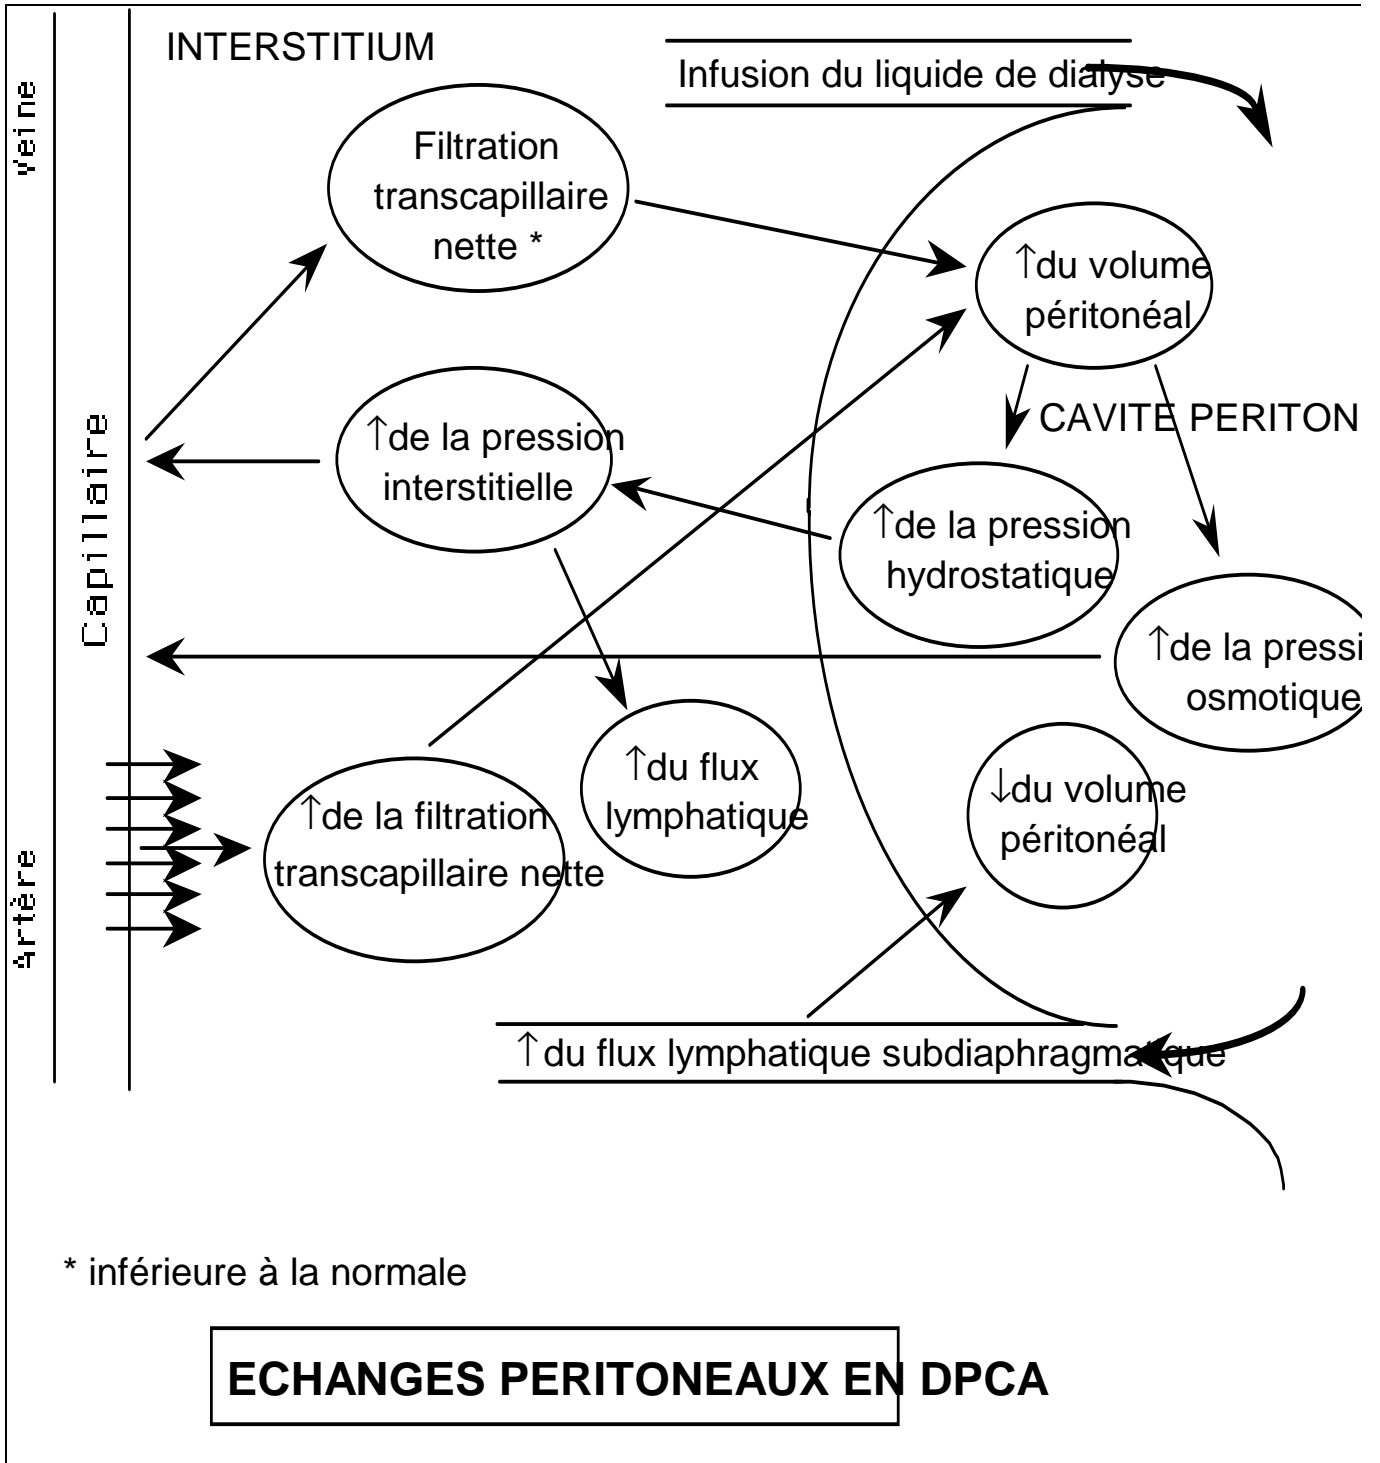 INTERSTITIUM
Infusion du liquide de dialyse
Veine
Filtration
transcapillaire
nette *
↑du volume
péritonéal
CAVITE PERITON
Capillaire
↑de la pression
interstitielle
↑de la pression
hydrostatique
↑de la pressi
osmotique
↑du flux
lymphatique
↓du volume
péritonéal
↑de la filtration
transcapillaire nette
Artère
↑du flux lymphatique subdiaphragmatique
* inférieure à la normale
ECHANGES PERITONEAUX EN DPCA